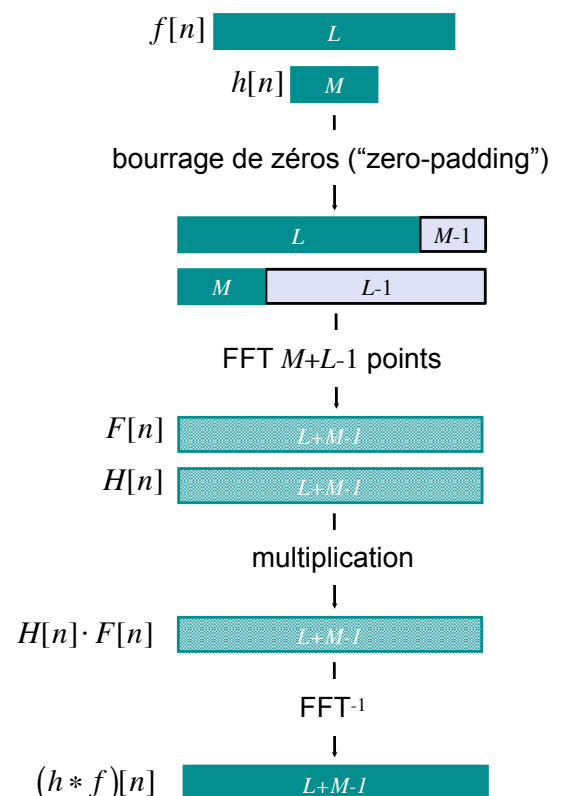 f[n] L
h[n] M
bourrage de zéros (“zero-padding”)
L M-1
M L-1
FFT M+L-1 points
F[n] L+M-1
H[n] L+M-1
multiplication
H[n]· F[n] L+M-1
FFT-1
(h * f)[n] L+M-1